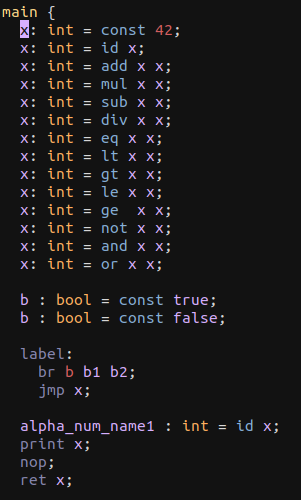 main {
  x: int = const 42;
  x: int = id x;
  x: int = add x x;
  x: int = mul x x;
  x: int = sub x x;
  x: int = div x x;
  x: int = eq x x;
  x: int = lt x x;
  x: int = gt x x;
  x: int = le x x;
  x: int = ge  x x;
  x: int = not x x;
  x: int = and x x;
  x: int = or x x;

  b : bool = const true;
  b : bool = const false;

  label:
    br b b1 b2;
    jmp x;

  alpha_num_name1 : int = id x;
  print x;
  nop;
  ret x;